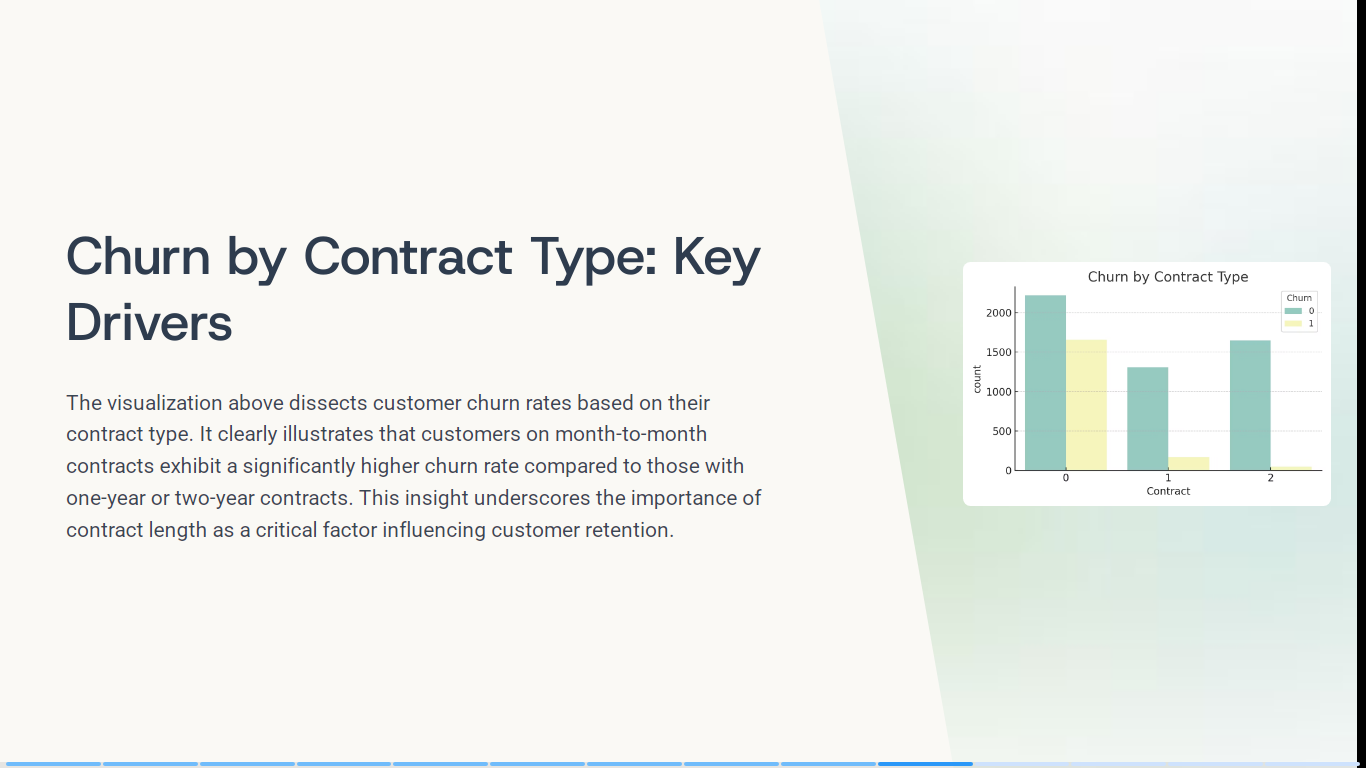 Churn by Contract Type: Key
Drivers
The visualization above dissects customer churn rates based on their
contract type. It clearly illustrates that customers on month-to-month
contracts exhibit a significantly higher churn rate compared to those with
one-year or two-year contracts. This insight underscores the importance of
contract length as a critical factor influencing customer retention.
Churn by Contract Type
Churn
0
1
2000
1500
1000
500
0
count
0 1 2
Contract